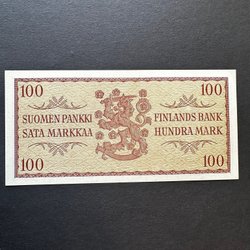 100 100
SUOMEN PANKKI FINLANDS BANK
SATA MARKKAA HUNDRA MARK
100 100